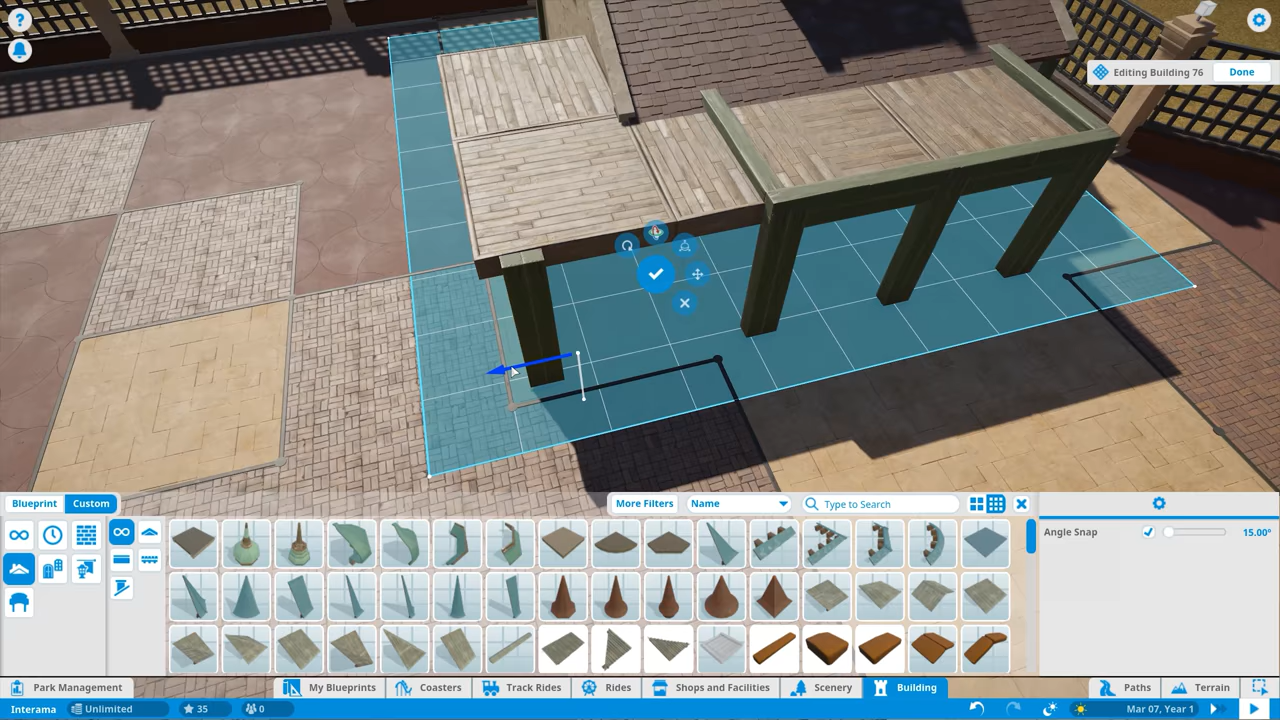 ?
Editing Building 76
Done
Blueprint
Custom
More Filters
Name
Type to Search
Angle Snap
15.00°
Park Management
My Blueprints
Coasters
Track Rides
Rides
Shops and Facilities
Scenery
Building
Paths
Terrain
Interama
Unlimited
35
0
Mar 07, Year 1